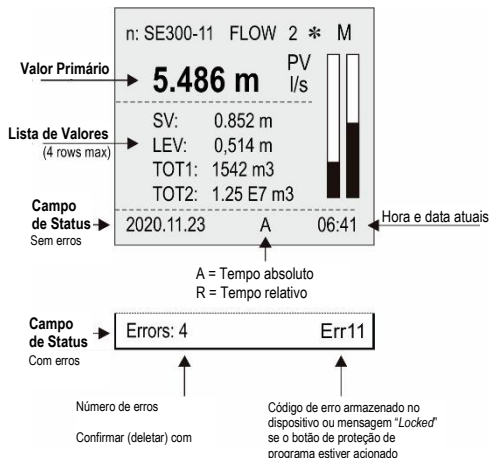 n: SE300-11 FLOW 2 * M
Valor Primário
5.486 m
PV
l/s
Lista de Valores
(4 rows max)
SV: 0.852 m
LEV: 0,514 m
TOT1: 1542 m3
TOT2: 1.25 E7 m3
Campo
de Status
Sem erros
2020.11.23 A 06:41
Hora e data atuais
A = Tempo absoluto
R = Tempo relativo
Campo
de Status
Com erros
Errors: 4 Err11
Número de erros
Confirmar (deletar) com
Código de erro armazenado no
dispositivo ou mensagem “Locked”
se o botão de proteção de
programa estiver acionado